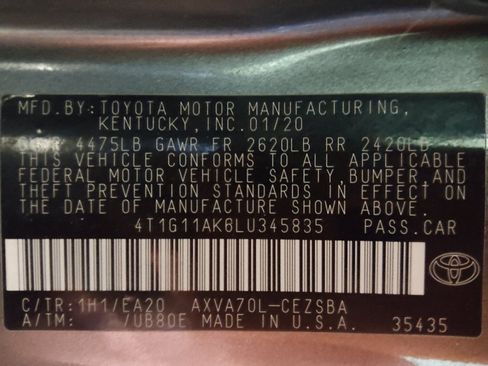 MFD.BY:TOYOTA MOTOR MANUFACTURING,
KENTUCKY, INC. 01/20
GVWR 4475LB GAWR FR 2620LB RR 2420LB
THIS VEHICLE CONFORMS TO ALL APPLICABLE
FEDERAL MOTOR VEHICLE SAFETY BUMPER AND
THEFT PREVENTION STANDARDS IN EFFECT ON
THE DATE OF MANUFACTURE SHOWN ABOVE.
4T1G11AK6LU345835 PASS.CAR
C/TR:1H1/EA20 AXVA70L-CEZSBA
A/TM: /UB80E MADE IN U.S.A. 35435